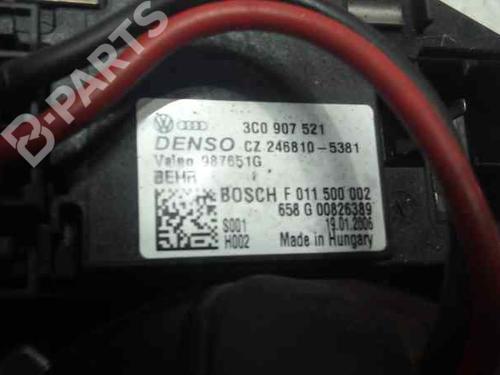 3C0 907 521
DENSO CZ 246810-5381
Valeo 987651G
BEHR
BOSCH F 011 500 002
658 G 00826389
S001 19.01.2006
H002 Made in Hungary
B-PARTS